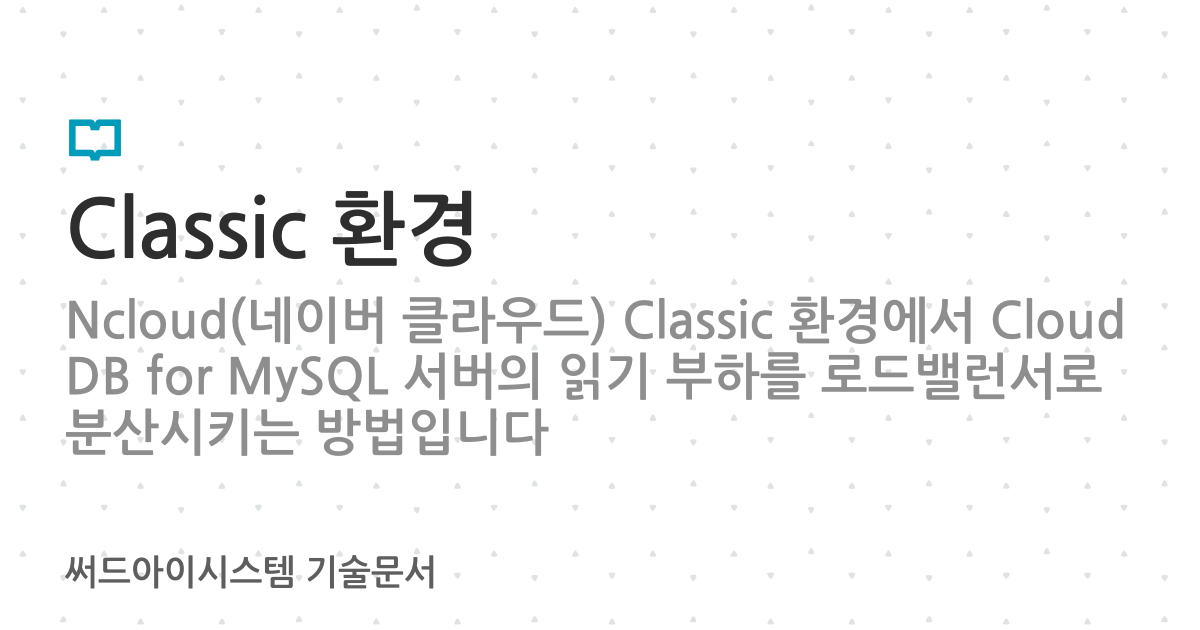 Classic 환경
Ncloud(네이버 클라우드) Classic 환경에서 Cloud
DB for MySQL 서버의 읽기 부하를 로드밸런서로
분산시키는 방법입니다
써드아이시스템 기술문서